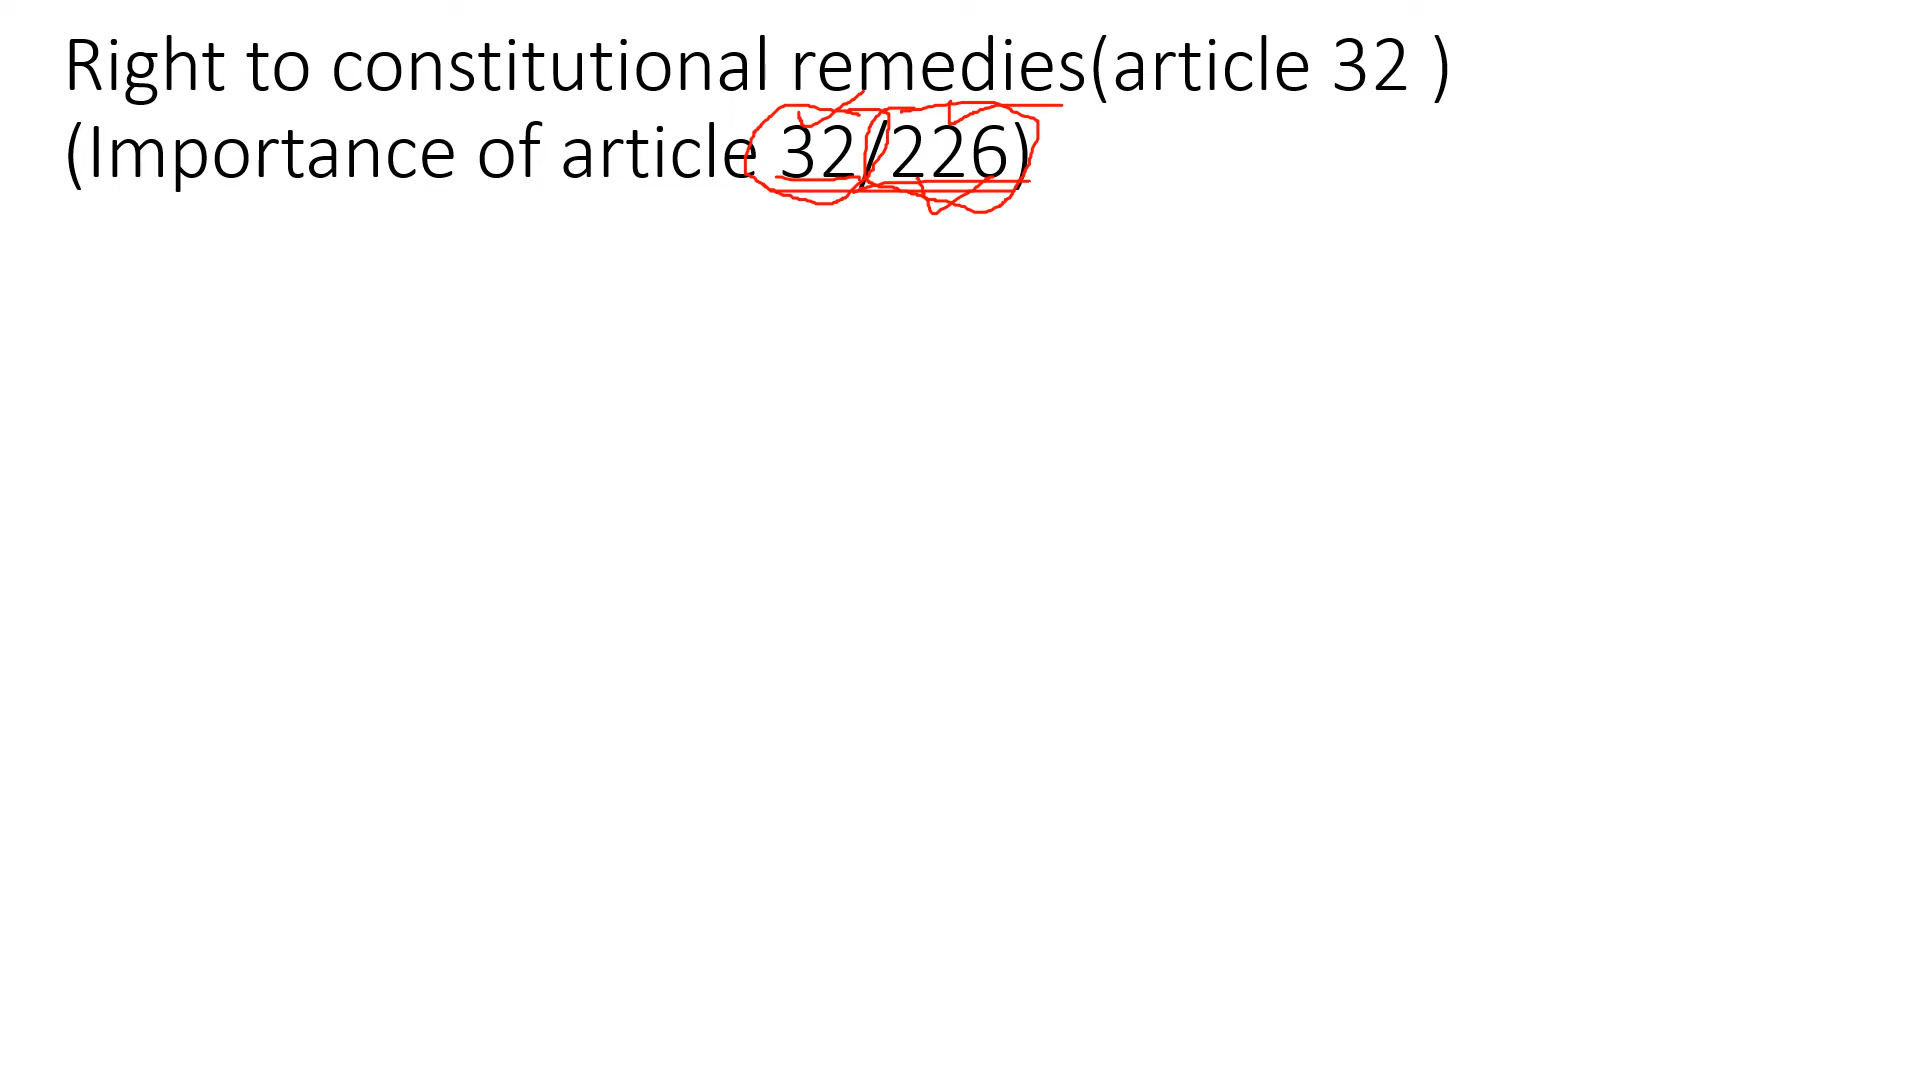 Right to constitutional remedies(article 32 )
(Importance of article 32/226)